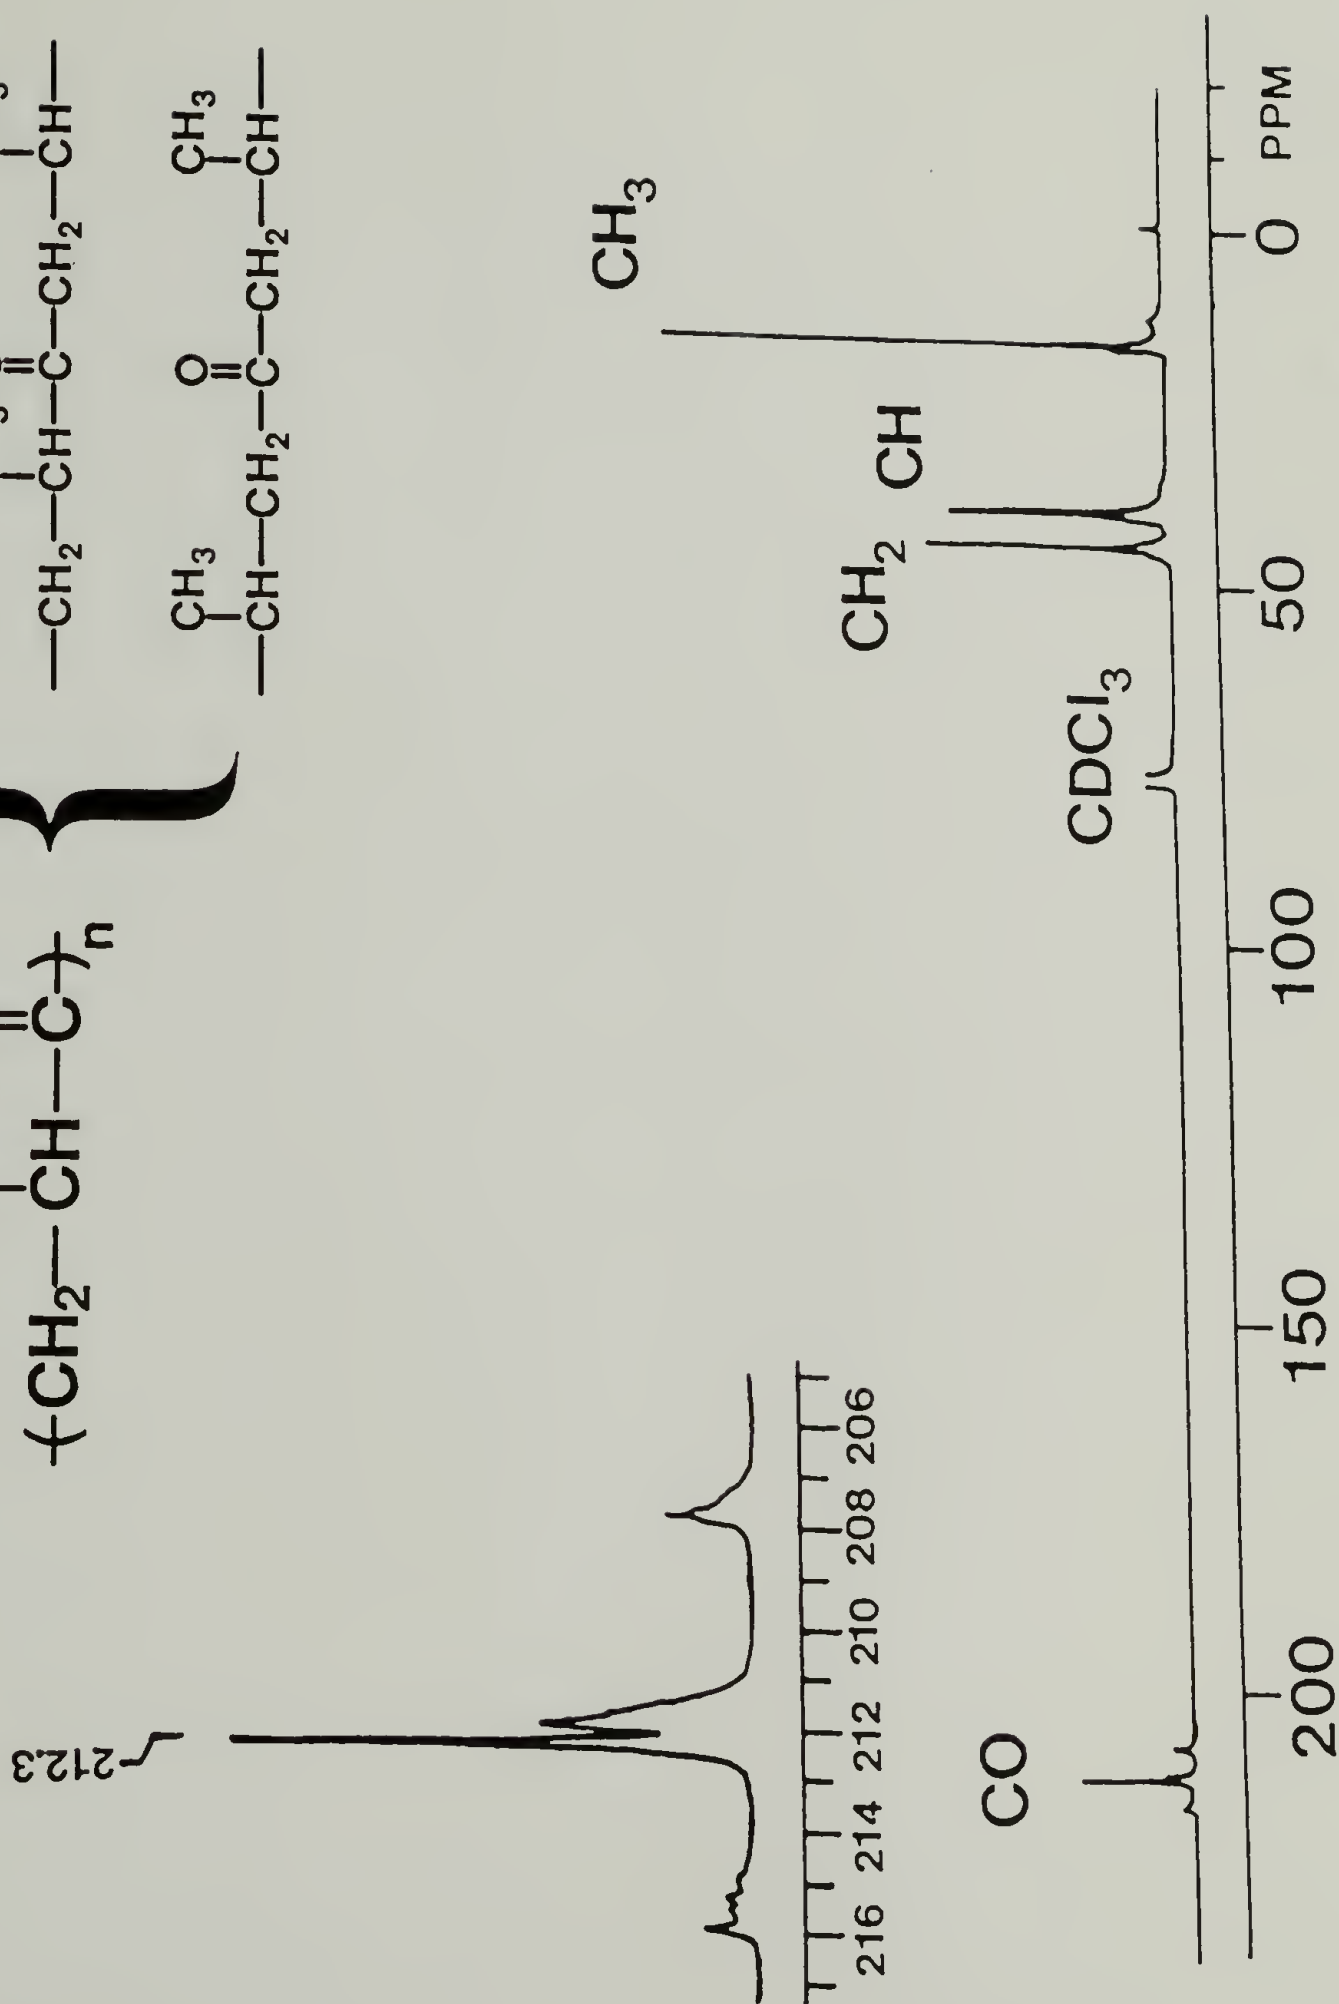 —CH₂—CH—C—CH₂—CH—
CH₃ O CH₃
—CH—CH₂—C—CH₂—CH—
(CH₂—CH—C)n
212.3
216 214 212 210 208 206
CO
CDCl₃
CH₂
CH
CH₃
200 150 100 50 0 PPM